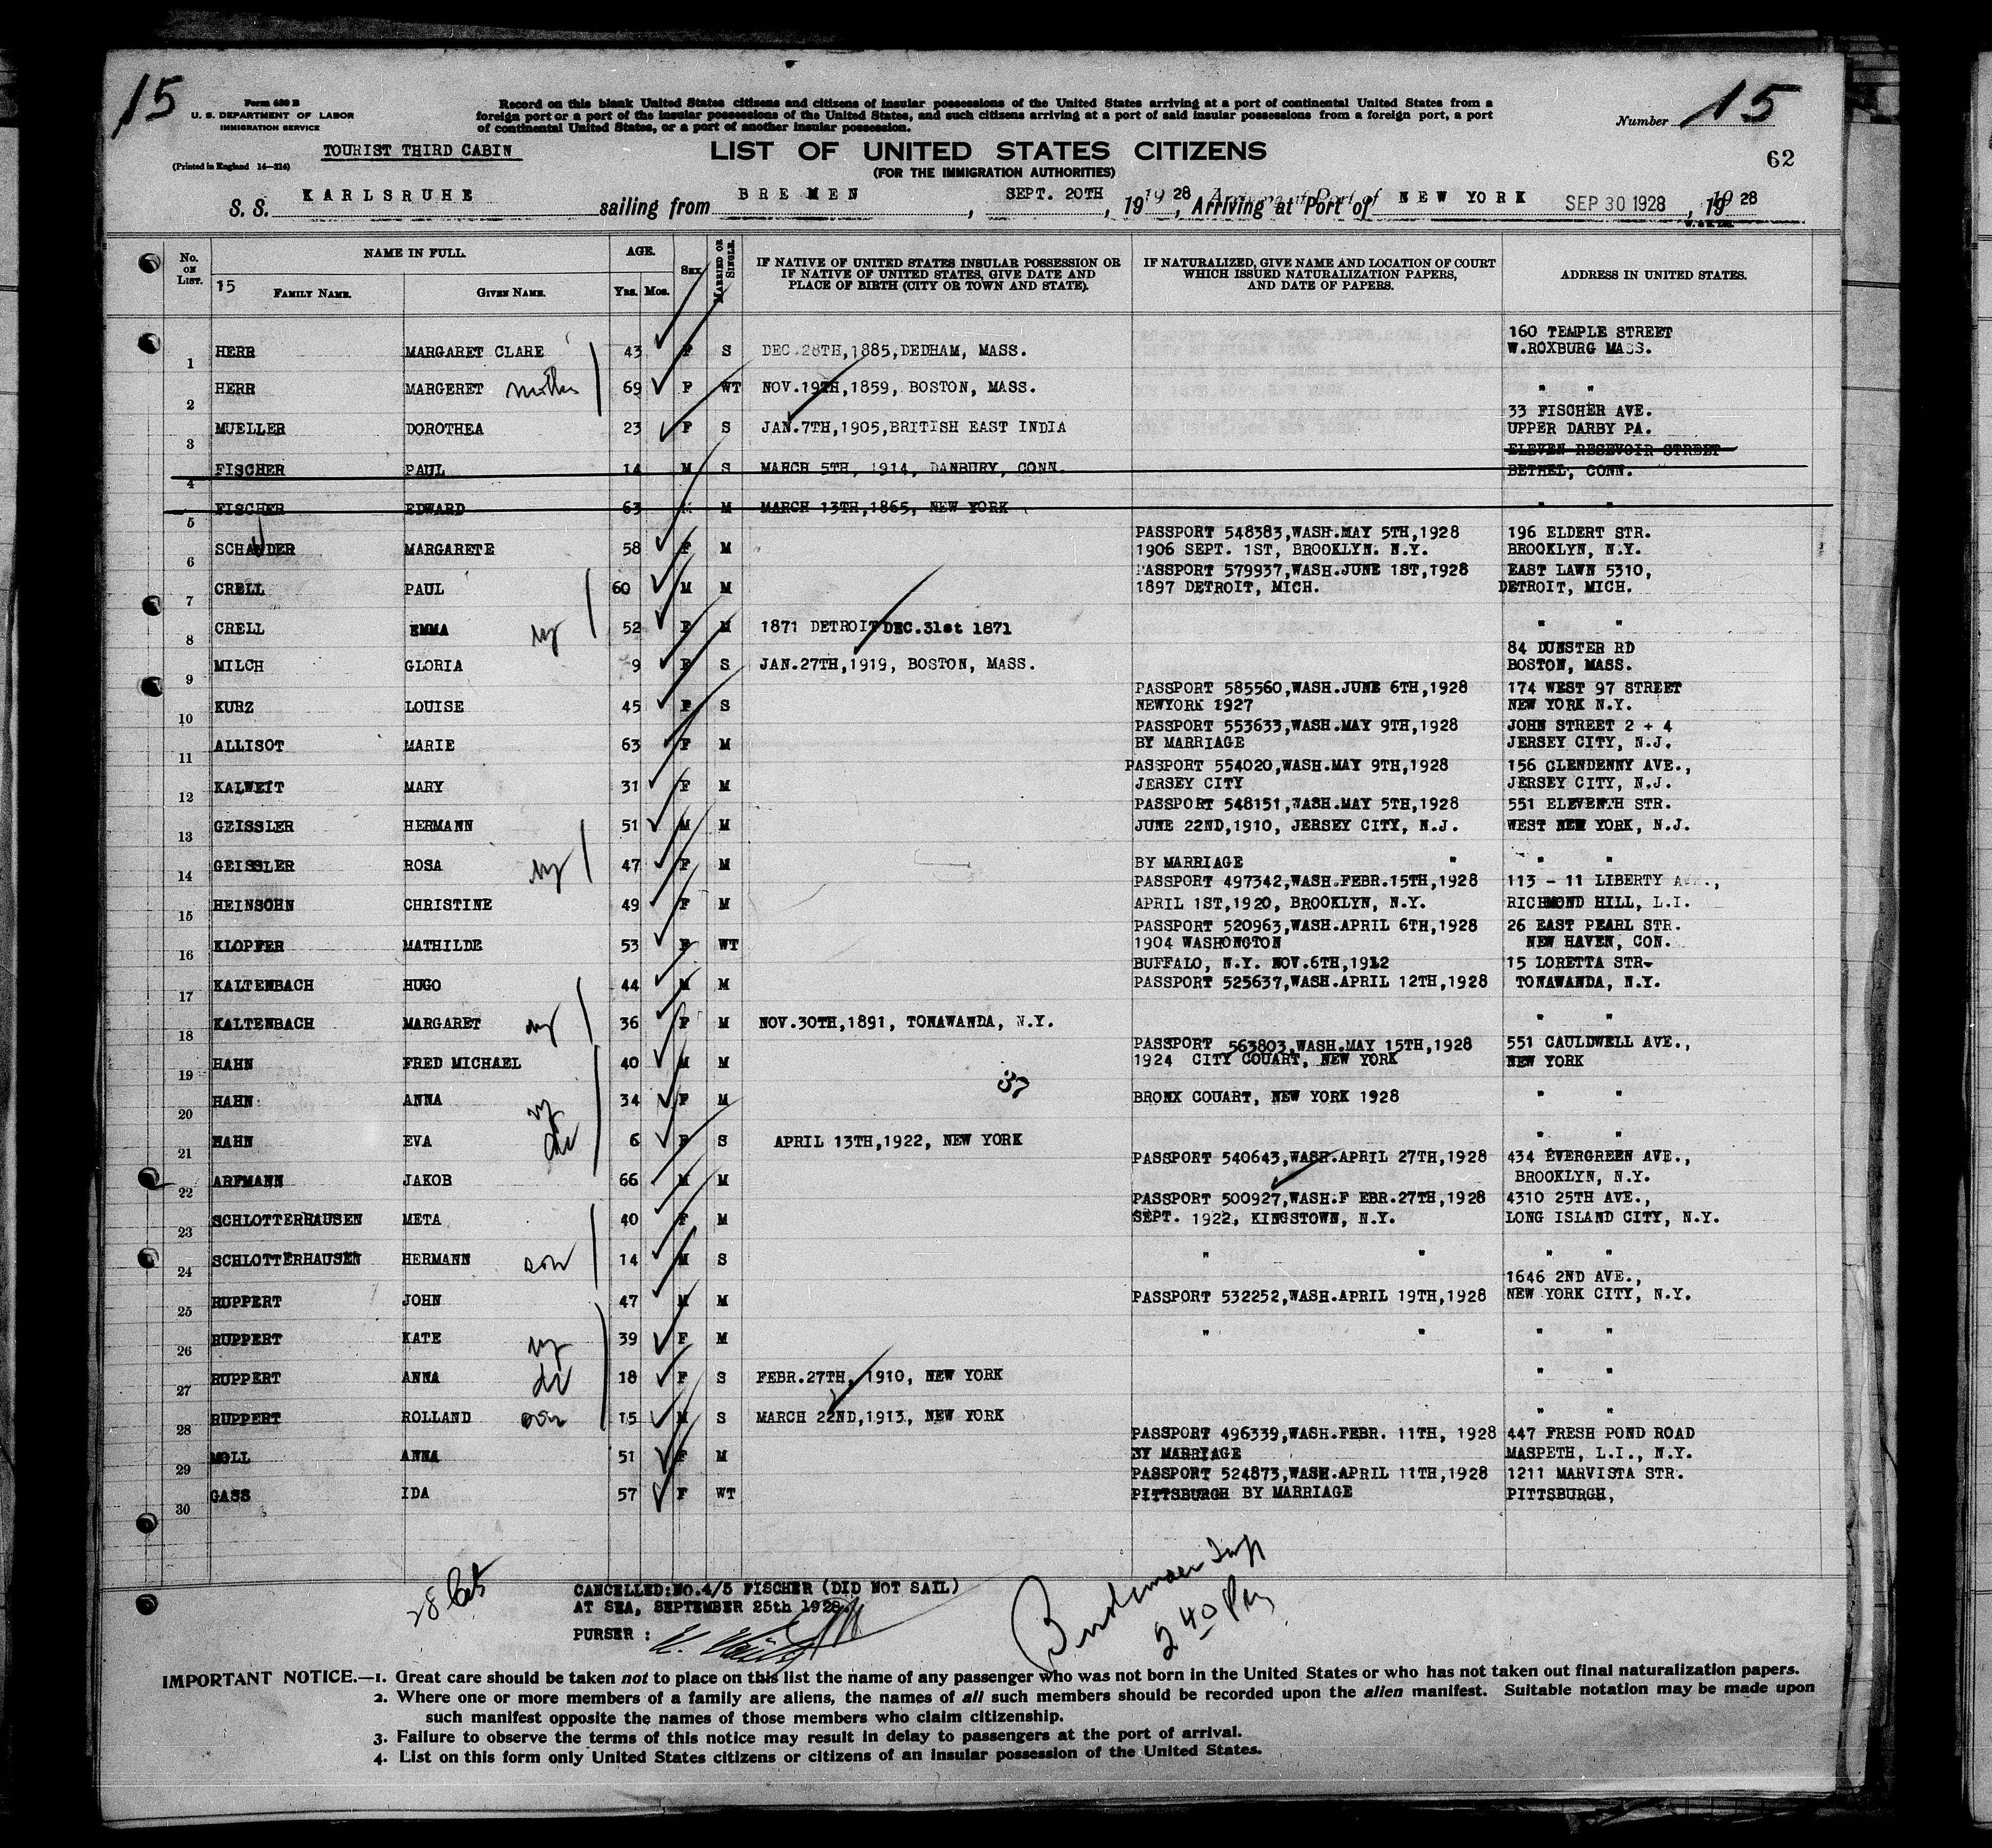 15
15
Form 630 B
U. S. DEPARTMENT OF LABOR
IMMIGRATION SERVICE
(Printed in England 14—214)
TOURIST THIRD CABIN
Record on this blank United States citizens and citizens of insular possessions of the United States arriving at a port of continental United States from a
foreign port or a port of the insular possessions of the United States, and such citizens arriving at a port of said insular possessions from a foreign port, a port
of continental United States, or a port of another insular possession.
Number
62
LIST OF UNITED STATES CITIZENS
(FOR THE IMMIGRATION AUTHORITIES)
S. S. KARLSRUHE sailing from BREMEN, SEPT. 20TH, 19 19 28, Arriving at Port of NEW YORK SEP 30 1928, 19 28
No. ON LIST. NAME IN FULL 15 FAMILY NAME. GIVEN NAME. AGE. YRS. MOS. SEX MARRIED OR SINGLE.
IF NATIVE OF UNITED STATES INSULAR POSSESSION OR
IF NATIVE OF UNITED STATES, GIVE DATE AND
PLACE OF BIRTH (CITY OR TOWN AND STATE).
IF NATURALIZED, GIVE NAME AND LOCATION OF COURT
WHICH ISSUED NATURALIZATION PAPERS,
AND DATE OF PAPERS.
ADDRESS IN UNITED STATES.
160 TEMPLE STREET
1 HERR MARGARET CLARE 43 F S DEC.28TH,1885,DEDHAM, MASS. W.ROXBURG MASS.
2 HERR MARGERET mother 69 F WT NOV.19TH,1859, BOSTON, MASS. " "
33 FISCHER AVE.
3 MUELLER DOROTHEA 23 F S JAN.7TH,1905,BRITISH EAST INDIA UPPER DARBY PA.
ELEVEN RESEVOIR STREET
4 FISCHER PAUL 14 M S MARCH 5TH, 1914, DANBURY, CONN. BETHEL, CONN.
5 FISCHER EDWARD 63 M M MARCH 13TH,1865, NEW YORK " "
PASSPORT 548383,WASH.MAY 5TH,1928 196 ELDERT STR.
6 SCHANDER MARGARETE 58 F M 1906 SEPT. 1ST, BROOKLYN. N.Y. BROOKLYN, N.Y.
PASSPORT 579937,WASH.JUNE 1ST,1928 EAST LAWN 5310,
7 CRELL PAUL 60 M M 1897 DETROIT, MICH. DETROIT, MICH.
8 CRELL EMMA 52 F M 1871 DETROIT DEC.31st 1871 " "
84 DUNSTER RD
9 MILCH GLORIA 9 F S JAN.27TH,1919, BOSTON, MASS. BOSTON, MASS.
PASSPORT 585560,WASH.JUNE 6TH,1928 174 WEST 97 STREET
10 KURZ LOUISE 45 F S NEWYORK 1927 NEW YORK N.Y.
PASSPORT 553633,WASH.MAY 9TH,1928 JOHN STREET 2 + 4
11 ALLISOT MARIE 63 F M BY MARRIAGE JERSEY CITY, N.J.
PASSPORT 554020,WASH.MAY 9TH,1928 156 CLENDENNY AVE.,
12 KALWEIT MARY 31 F M JERSEY CITY JERSEY CITY, N.J.
PASSPORT 548151,WASH.MAY 5TH,1928 551 ELEVENTH STR.
13 GEISSLER HERMANN 51 M M JUNE 22ND,1910, JERSEY CITY, N.J. WEST NEW YORK, N.J.
14 GEISSLER ROSA 47 F M BY MARRIAGE " " "
PASSPORT 497342,WASH.FEBR.15TH,1928 113 - 11 LIBERTY AVE.,
15 HEINSOHN CHRISTINE 49 F M APRIL 1ST,1920, BROOKLYN, N.Y. RICHMOND HILL, L.I.
PASSPORT 520963,WASH.APRIL 6TH,1928 26 EAST PEARL STR.
16 KLOPFER MATHILDE 53 F WT 1904 WASHONGTON NEW HAVEN, CON.
BUFFALO, N.Y. NOV.6TH,1912 15 LORETTA STR-
17 KALTENBACH HUGO 44 M M PASSPORT 525637,WASH.APRIL 12TH,1928 TONAWANDA, N.Y.
18 KALTENBACH MARGARET 36 F M NOV.30TH,1891, TONAWANDA, N.Y. " "
PASSPORT 563803,WASH.MAY 15TH,1928 551 CAULDWELL AVE.,
19 HAHN FRED MICHAEL 40 M M 1924 CITY COUART, NEW YORK NEW YORK
37
20 HAHN ANNA 34 F M BRONX COUART, NEW YORK 1928 " "
21 HAHN EVA 6 F S APRIL 13TH,1922, NEW YORK " "
PASSPORT 540643,WASH.APRIL 27TH,1928 434 EVERGREEN AVE.,
22 ARFMANN JAKOB 66 M M BROOKLYN, N.Y.
PASSPORT 500927,WASH.F EBR.27TH,1928 4310 25TH AVE.,
23 SCHLOTTERHAUSEN META 40 F M SEPT. 1922, KINGSTOWN, N.Y. LONG ISLAND CITY, N.Y.
24 SCHLOTTERHAUSEN HERMANN son 14 M S " " " "
1646 2ND AVE.,
25 RUPPERT JOHN 47 M M PASSPORT 532252,WASH.APRIL 19TH,1928 NEW YORK CITY, N.Y.
26 RUPPERT KATE 39 F M " " " "
27 RUPPERT ANNA 18 F S FEBR.27TH, 1910, NEW YORK " "
28 RUPPERT ROLLAND son 15 M S MARCH 22ND,1913, NEW YORK " "
PASSPORT 496339,WASH.FEBR. 11TH, 1928 447 FRESH POND ROAD
29 MOLL ANNA 51 F M BY MARRIAGE MASPETH, L.I., N.Y.
PASSPORT 524873,WASH.APRIL 11TH,1928 1211 MARVISTA STR.
30 GASS IDA 57 F WT PITTSBURGH BY MARRIAGE PITTSBURGH,
28
CANCELLED:NO.4/5 FISCHER (DID NOT SAIL)
AT SEA, SEPTEMBER 25th 1928.
PURSER :
2 40 Pm
IMPORTANT NOTICE.—1. Great care should be taken not to place on this list the name of any passenger who was not born in the United States or who has not taken out final naturalization papers.
2. Where one or more members of a family are aliens, the names of all such members should be recorded upon the alien manifest. Suitable notation may be made upon
such manifest opposite the names of those members who claim citizenship.
3. Failure to observe the terms of this notice may result in delay to passengers at the port of arrival.
4. List on this form only United States citizens or citizens of an insular possession of the United States.